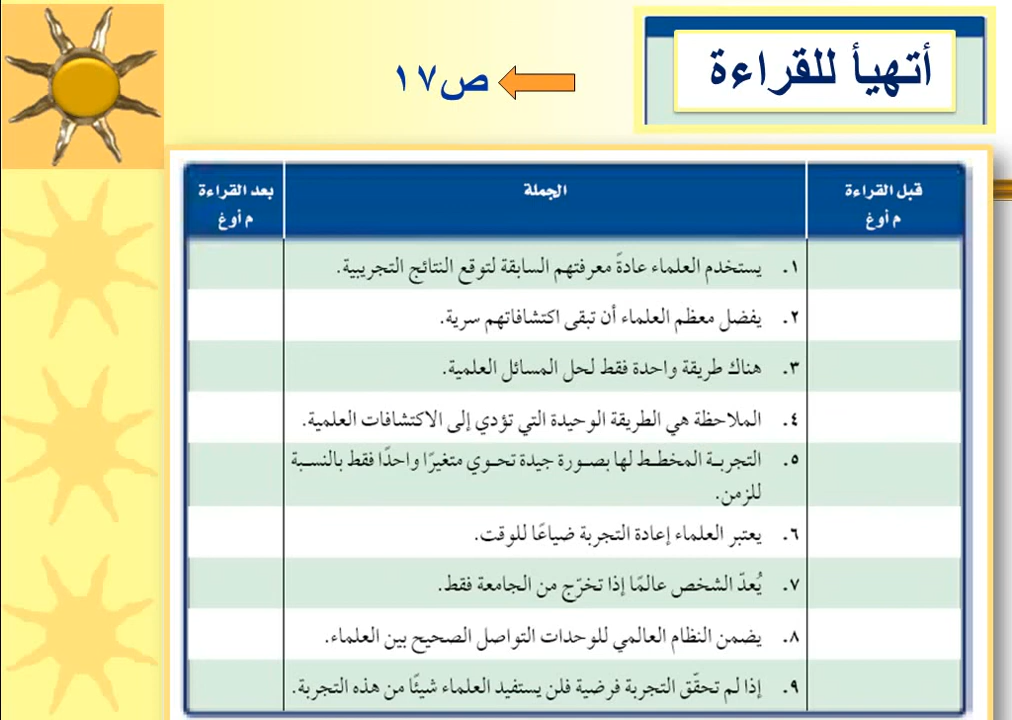 أتهيأ للقراءة
ص١٧
قبل القراءة
م أوغ
الجملة
بعد القراءة
م أوغ
١. يستخدم العلماء عادةً معرفتهم السابقة لتوقع النتائج التجريبية.
٢. يفضل معظم العلماء أن تبقى اكتشافاتهم سرية.
٣. هناك طريقة واحدة فقط لحل المسائل العلمية.
٤. الملاحظة هي الطريقة الوحيدة التي تؤدي إلى الاكتشافات العلمية.
٥. التجربة المخطط لها بصورة جيدة تحوي متغيرًا واحدًا فقط بالنسبة
للزمن.
٦. يعتبر العلماء إعادة التجربة ضياعًا للوقت.
٧. يُعدّ الشخص عالمًا إذا تخرّج من الجامعة فقط.
٨. يضمن النظام العالمي للوحدات التواصل الصحيح بين العلماء.
٩. إذا لم تحقّق التجربة فرضية فلن يستفيد العلماء شيئًا من هذه التجربة.